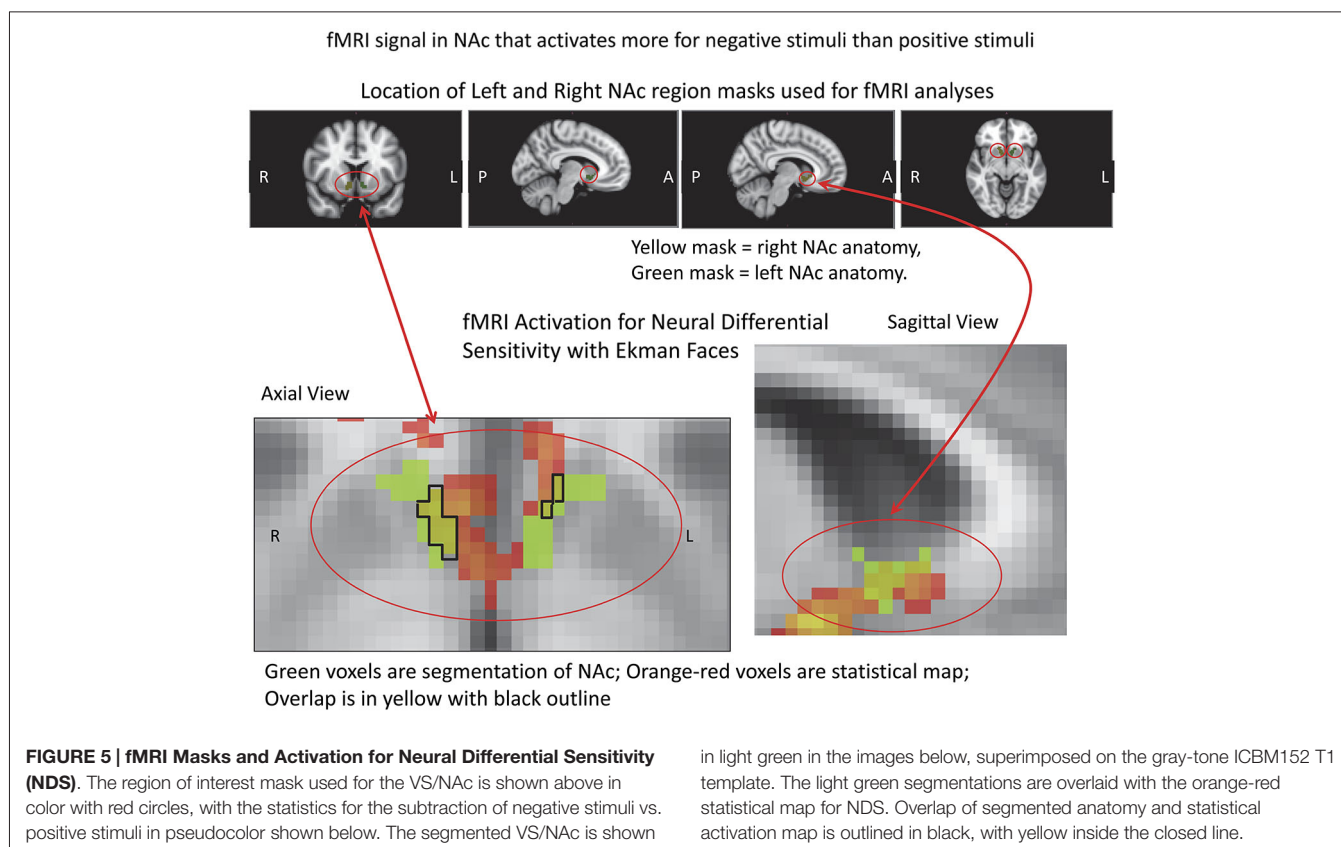 fMRI signal in NAc that activates more for negative stimuli than positive stimuli
Location of Left and Right NAc region masks used for fMRI analyses
R L P A P A R L
Yellow mask = right NAc anatomy,
Green mask = left NAc anatomy.
fMRI Activation for Neural Differential
Sensitivity with Ekman Faces
Sagittal View
Axial View
R L
Green voxels are segmentation of NAc; Orange-red voxels are statistical map;
Overlap is in yellow with black outline
FIGURE 5 | fMRI Masks and Activation for Neural Differential Sensitivity
(NDS). The region of interest mask used for the VS/NAc is shown above in
color with red circles, with the statistics for the subtraction of negative stimuli vs.
positive stimuli in pseudocolor shown below. The segmented VS/NAc is shown
in light green in the images below, superimposed on the gray-tone ICBM152 T1
template. The light green segmentations are overlaid with the orange-red
statistical map for NDS. Overlap of segmented anatomy and statistical
activation map is outlined in black, with yellow inside the closed line.